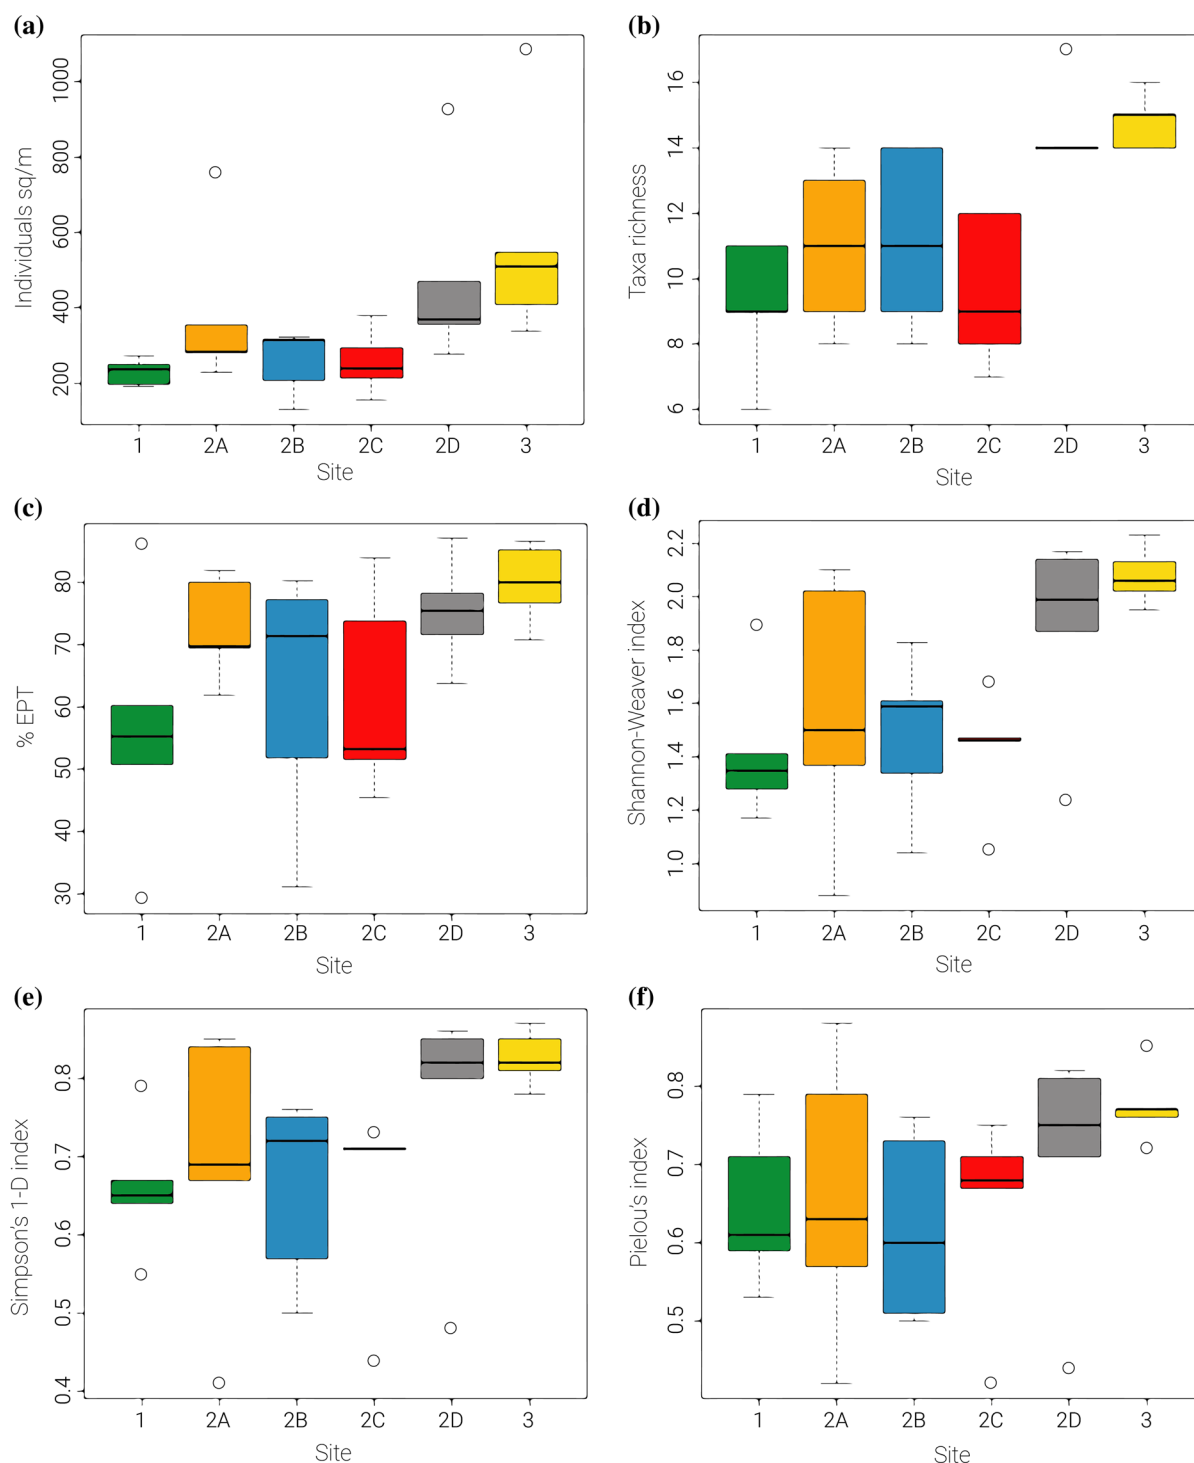 (a)
Individuals sq/m
1000
800
600
400
200
1 2A 2B 2C 2D 3
Site
(b)
Taxa richness
16
14
12
10
8
6
1 2A 2B 2C 2D 3
Site
(c)
% EPT
80
70
60
50
40
30
1 2A 2B 2C 2D 3
Site
(d)
Shannon-Weaver index
2.2
2.0
1.8
1.6
1.4
1.2
1.0
1 2A 2B 2C 2D 3
Site
(e)
Simpson's 1-D index
0.8
0.7
0.6
0.5
0.4
1 2A 2B 2C 2D 3
Site
(f)
Pielou's index
0.8
0.7
0.6
0.5
1 2A 2B 2C 2D 3
Site